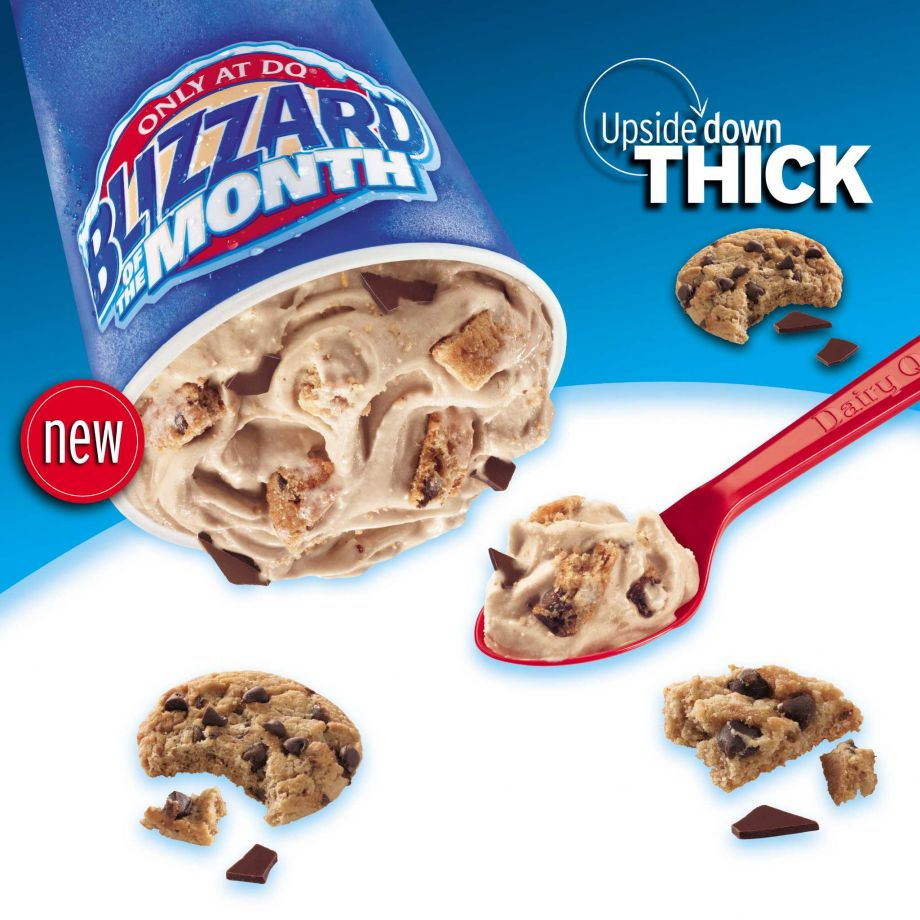 ONLY AT DQ®
BLIZZARD
OF THE
MONTH
Upside down
THICK
new
Dairy Q